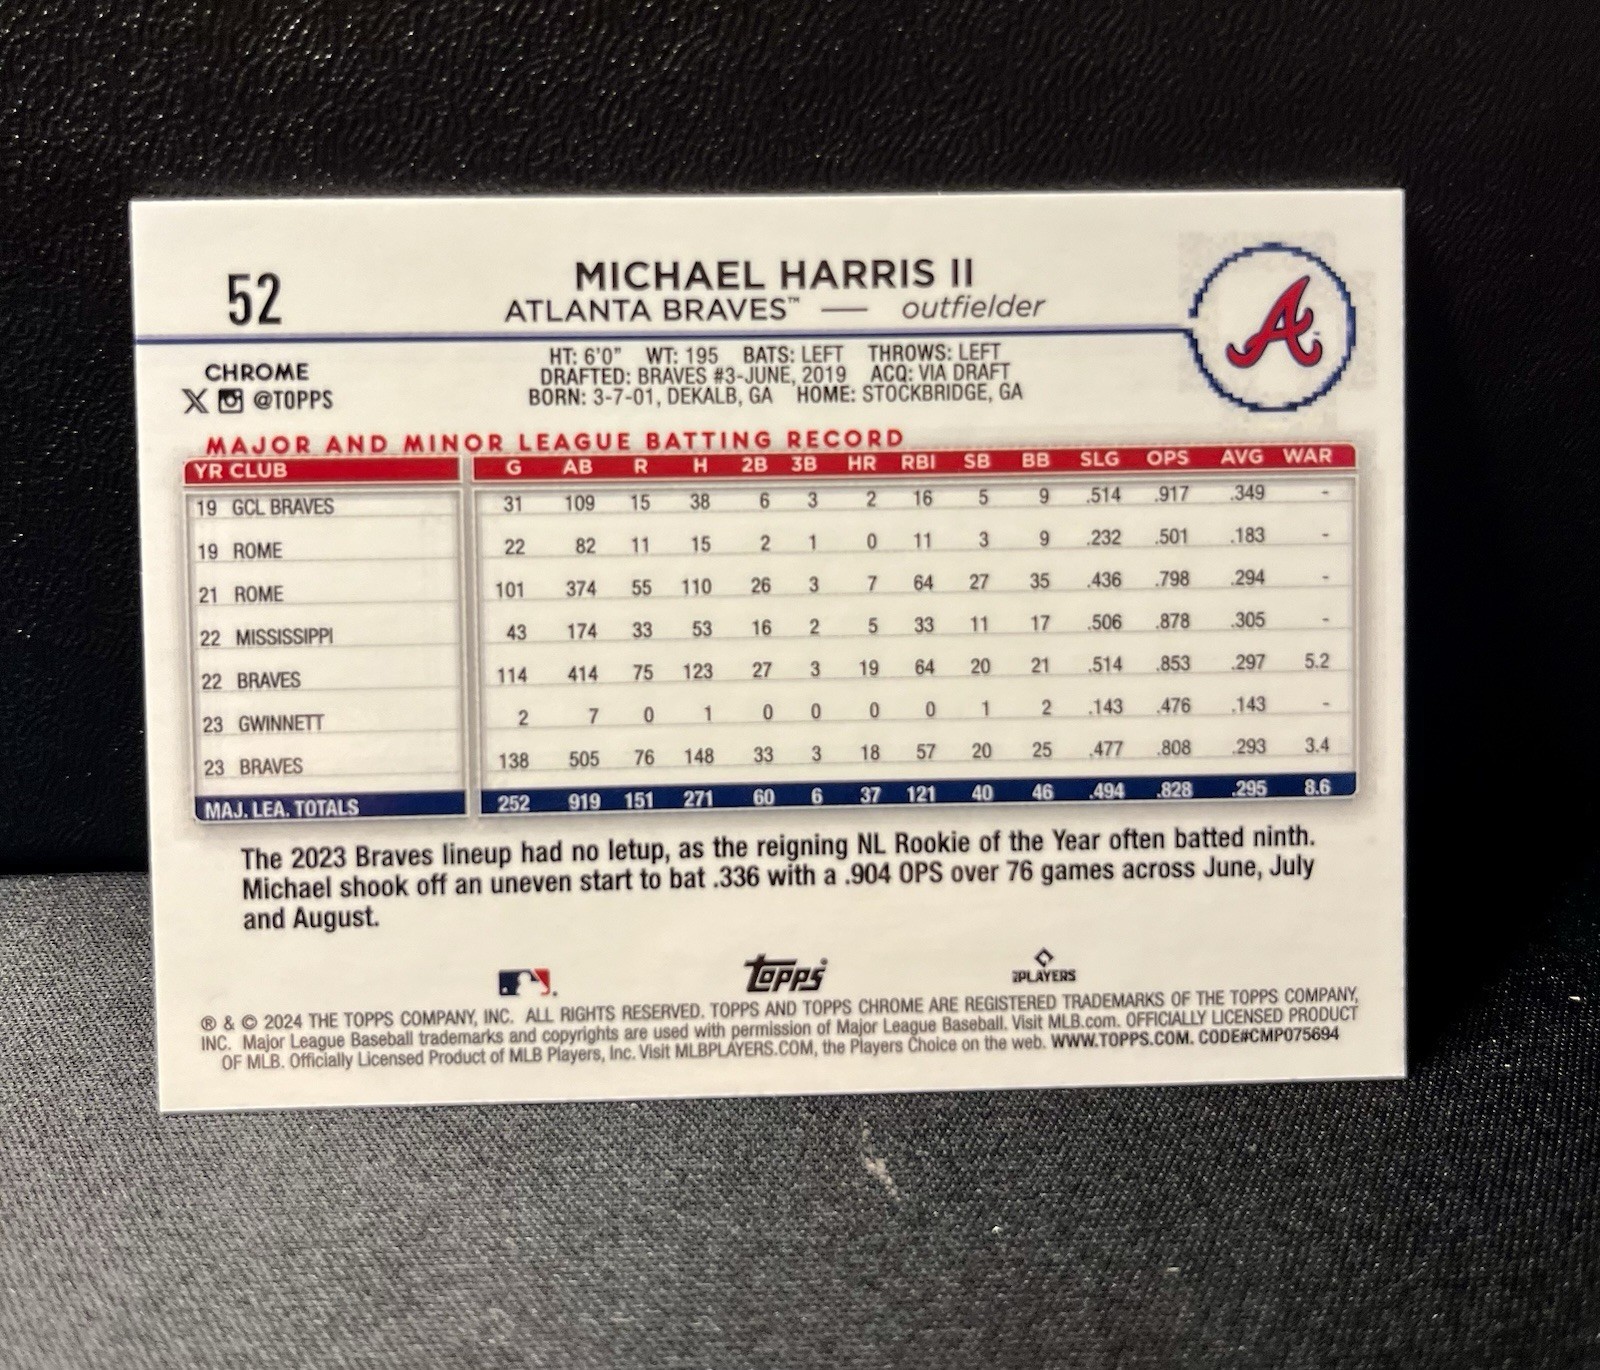 52
MICHAEL HARRIS II
ATLANTA BRAVES™ — outfielder
A
CHROME
X @TOPPS
HT: 6'0" WT: 195 BATS: LEFT THROWS: LEFT
DRAFTED: BRAVES #3-JUNE, 2019 ACQ: VIA DRAFT
BORN: 3-7-01, DEKALB, GA HOME: STOCKBRIDGE, GA
MAJOR AND MINOR LEAGUE BATTING RECORD
YR CLUB G AB R H 2B 3B HR RBI SB BB SLG OPS AVG WAR
19 GCL BRAVES 31 109 15 38 6 3 2 16 5 9 .514 .917 .349 -
19 ROME 22 82 11 15 2 1 0 11 3 9 .232 .501 .183 -
21 ROME 101 374 55 110 26 3 7 64 27 35 .436 .798 .294 -
22 MISSISSIPPI 43 174 33 53 16 2 5 33 11 17 .506 .878 .305 -
22 BRAVES 114 414 75 123 27 3 19 64 20 21 .514 .853 .297 5.2
23 GWINNETT 2 7 0 1 0 0 0 0 1 2 .143 .476 .143 -
23 BRAVES 138 505 76 148 33 3 18 57 20 25 .477 .808 .293 3.4
MAJ. LEA. TOTALS 252 919 151 271 60 6 37 121 40 46 .494 .828 .295 8.6
The 2023 Braves lineup had no letup, as the reigning NL Rookie of the Year often batted ninth.
Michael shook off an uneven start to bat .336 with a .904 OPS over 76 games across June, July
and August.
Topps
PLAYERS
® & © 2024 THE TOPPS COMPANY, INC. ALL RIGHTS RESERVED. TOPPS AND TOPPS CHROME ARE REGISTERED TRADEMARKS OF THE TOPPS COMPANY,
INC. Major League Baseball trademarks and copyrights are used with permission of Major League Baseball. Visit MLB.com. OFFICIALLY LICENSED PRODUCT
OF MLB. Officially Licensed Product of MLB Players, Inc. Visit MLBPLAYERS.COM, the Players Choice on the web. WWW.TOPPS.COM. CODE#CMP075694